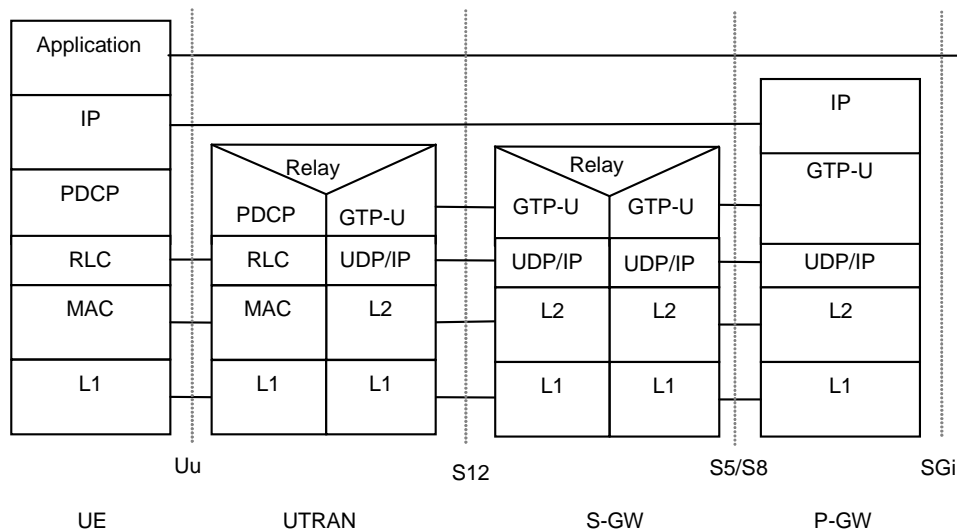 Application
IP
IP
Relay
Relay
PDCP
GTP-U
PDCP
GTP-U
GTP-U
GTP-U
RLC
RLC
UDP/IP
UDP/IP
UDP/IP
UDP/IP
MAC
MAC
L2
L2
L2
L2
L1
L1
L1
L1
L1
L1
Uu
S12
S5/S8
SGi
UE
UTRAN
S-GW
P-GW